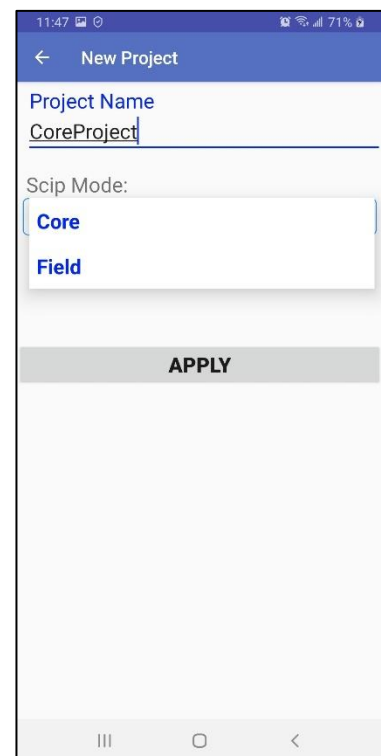 11:47 71%
New Project
Project Name
CoreProject
Scip Mode:
Core
Field
APPLY